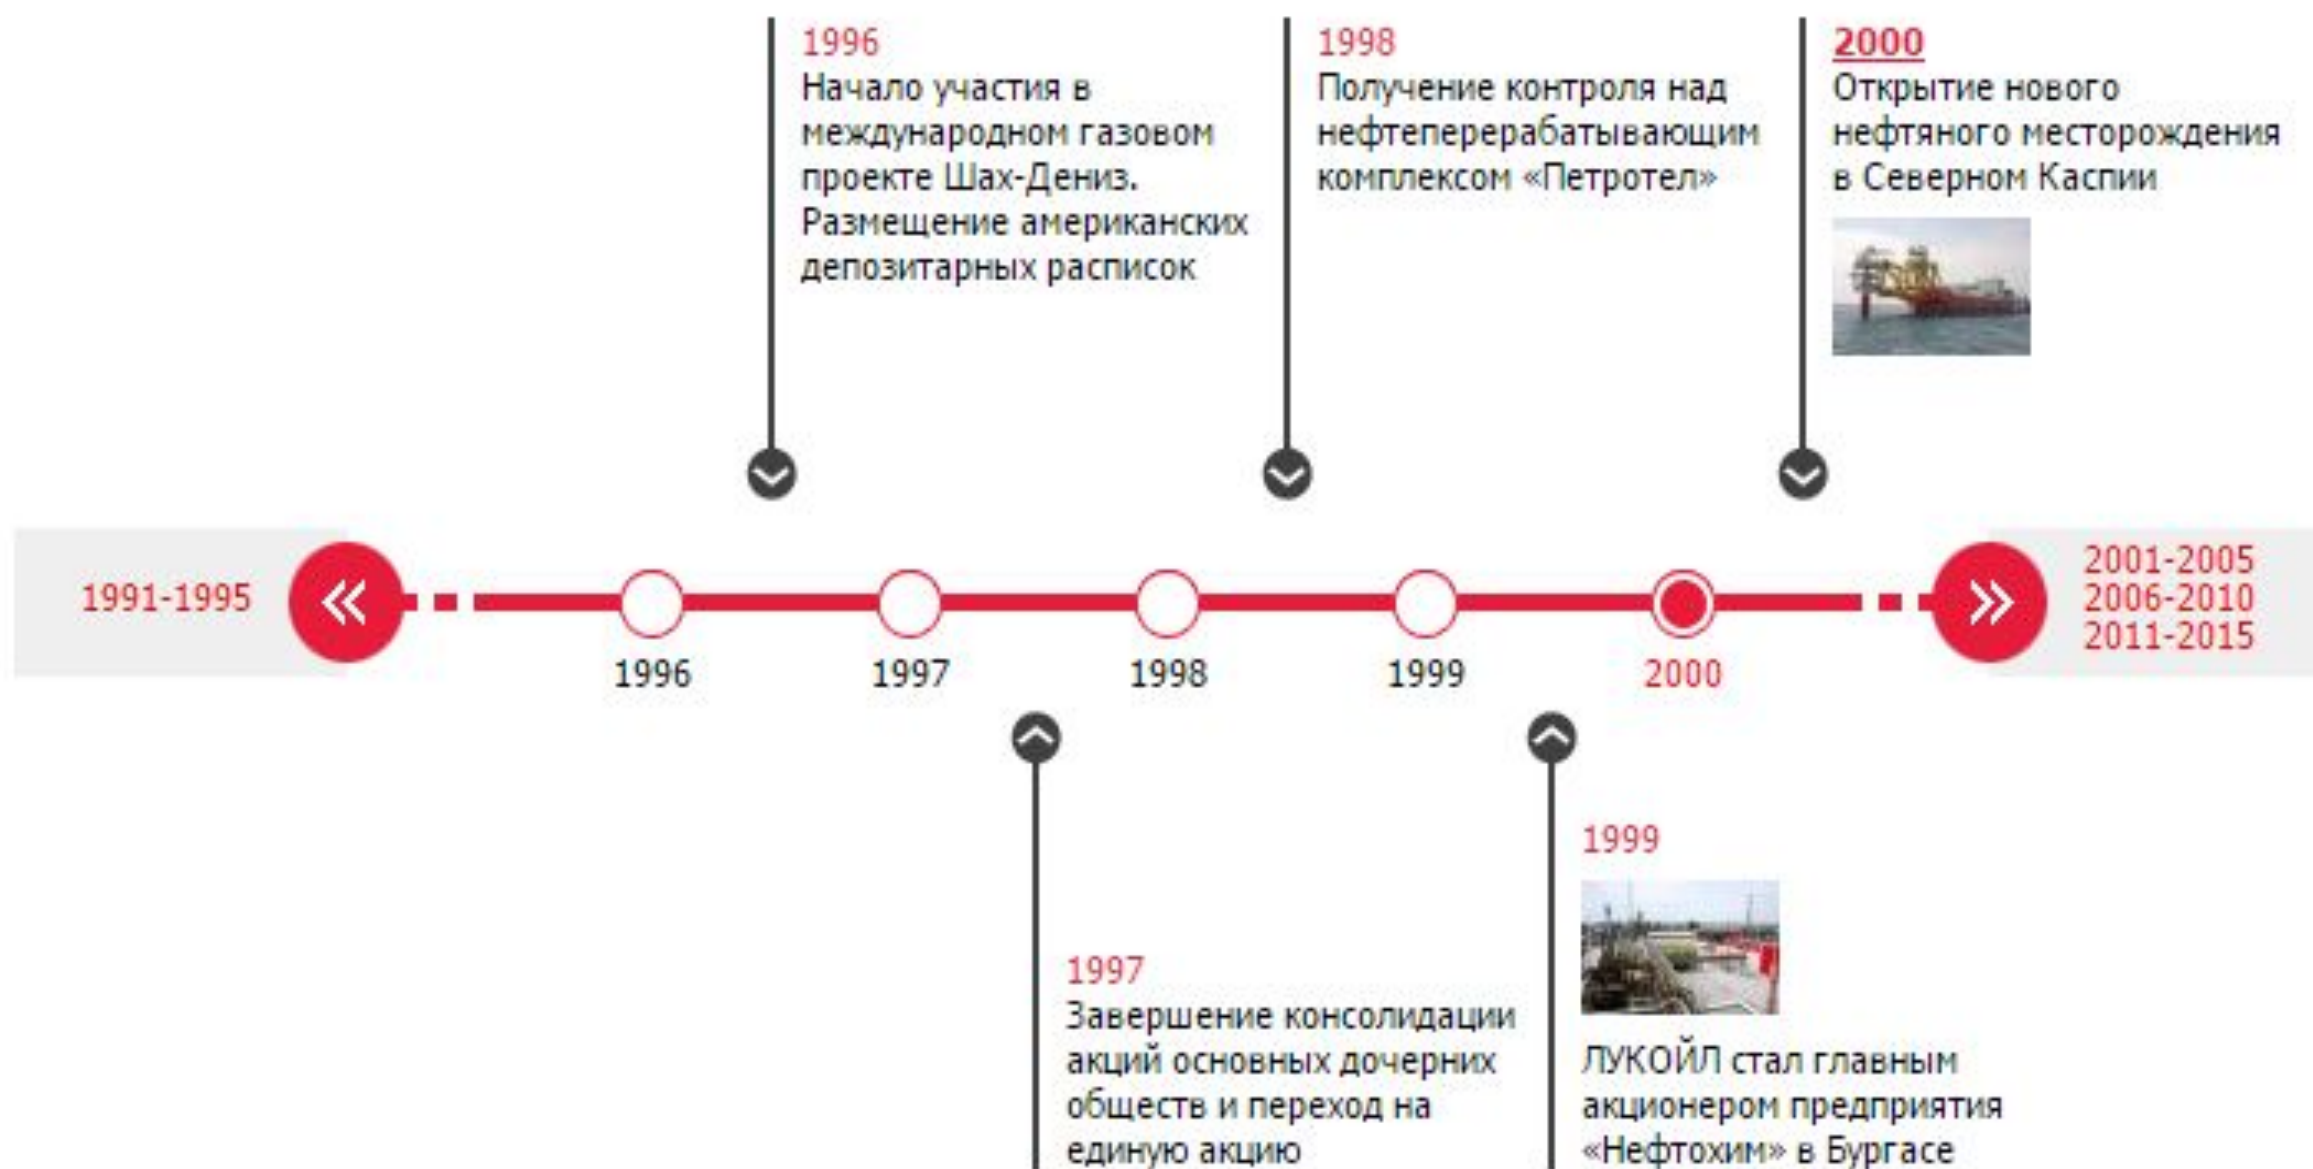 1996
Начало участия в
международном газовом
проекте Шах-Дениз.
Размещение американских
депозитарных расписок
1998
Получение контроля над
нефтеперерабатывающим
комплексом «Петротел»
2000
Открытие нового
нефтяного месторождения
в Северном Каспии
1991-1995
1996
1997
1998
1999
2000
2001-2005
2006-2010
2011-2015
1997
Завершение консолидации
акций основных дочерних
обществ и переход на
единую акцию
1999
ЛУКОЙЛ стал главным
акционером предприятия
«Нефтохим» в Бургасе